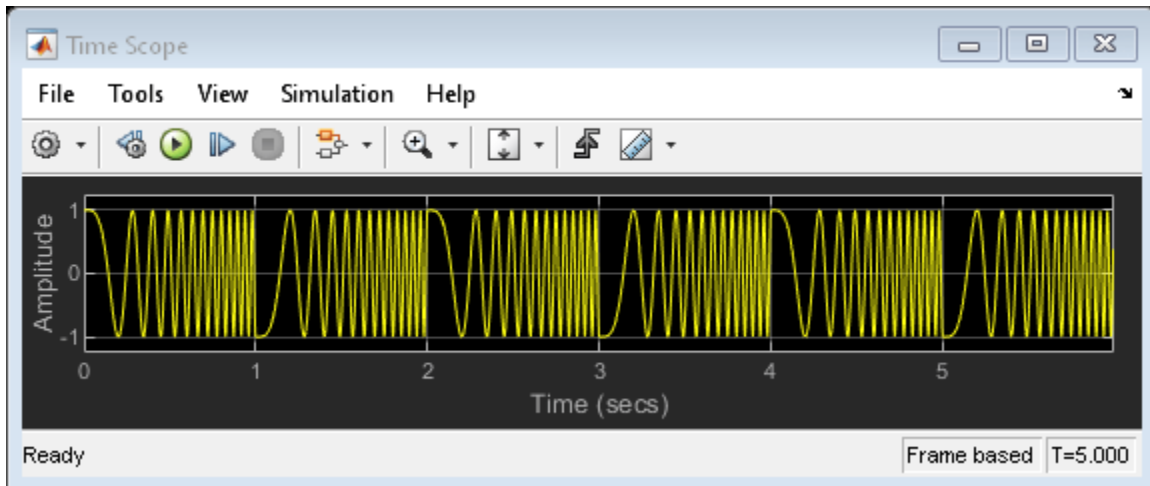 Time Scope
File Tools View Simulation Help
Amplitude
1
0
-1
0 1 2 3 4 5
Time (secs)
Ready Frame based T=5.000